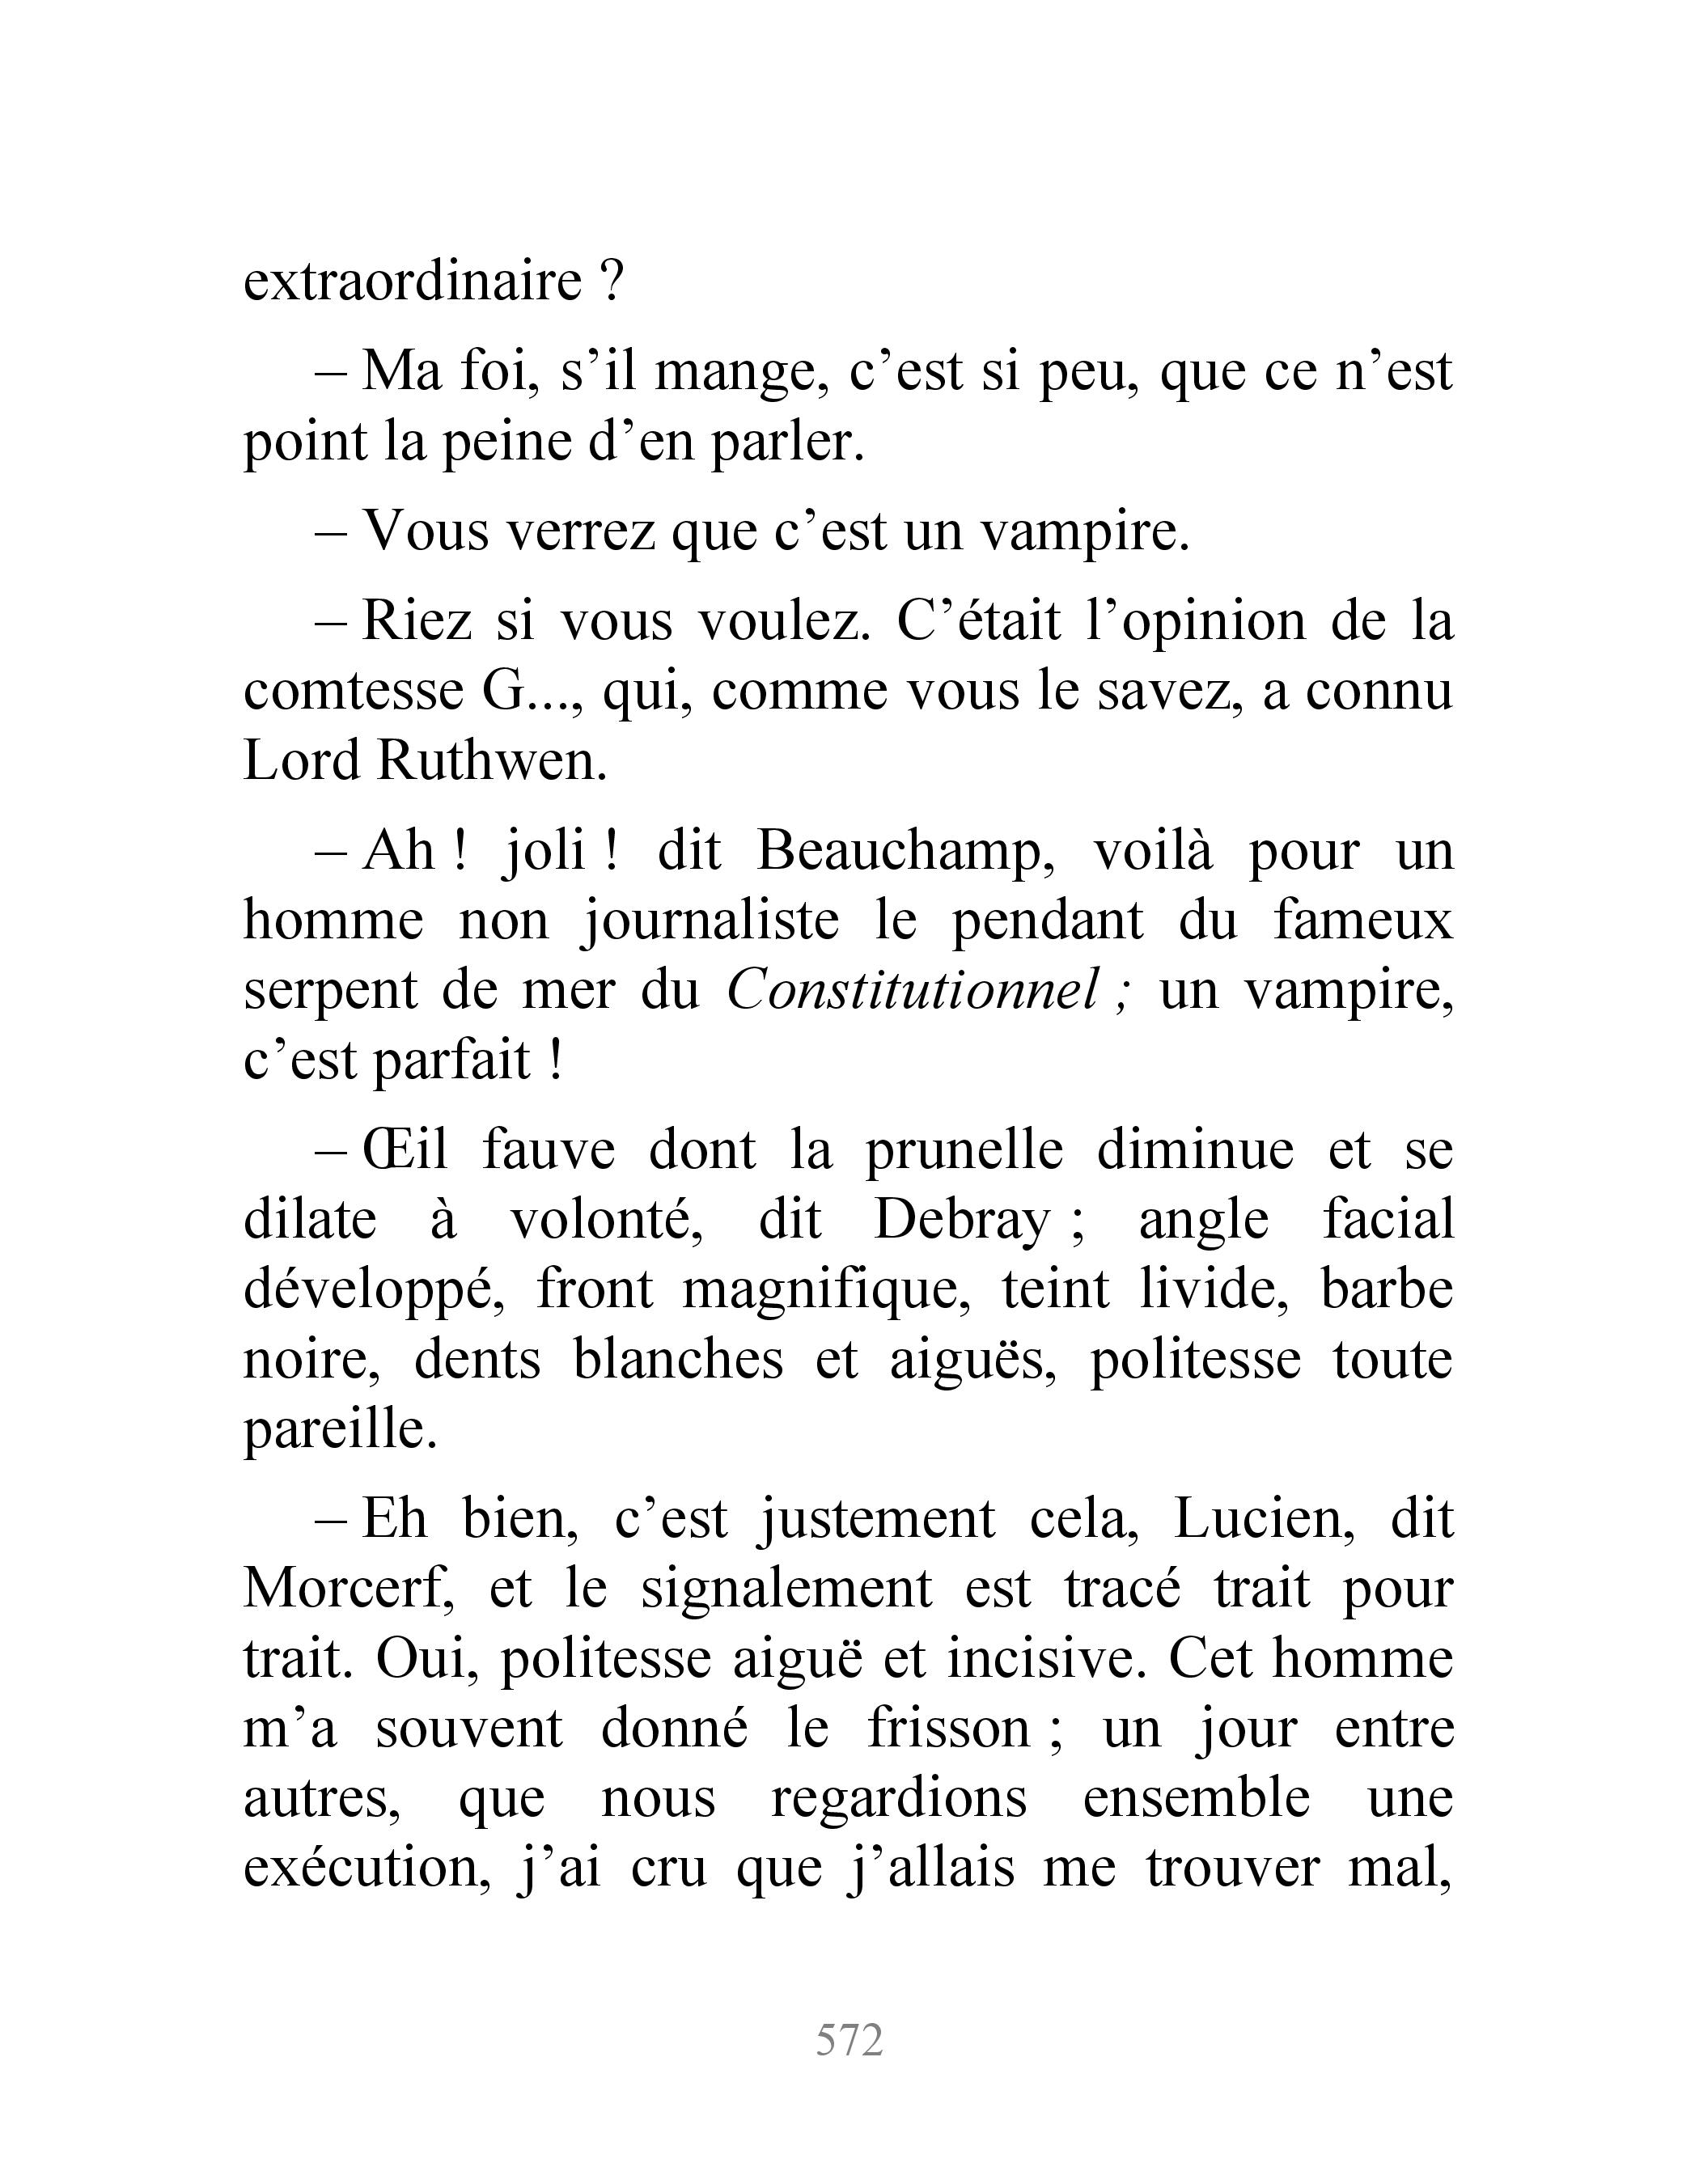 extraordinaire ?
– Ma foi, s’il mange, c’est si peu, que ce n’est
point la peine d’en parler.
– Vous verrez que c’est un vampire.
– Riez si vous voulez. C’était l’opinion de la
comtesse G..., qui, comme vous le savez, a connu
Lord Ruthwen.
– Ah ! joli ! dit Beauchamp, voilà pour un
homme non journaliste le pendant du fameux
serpent de mer du Constitutionnel ; un vampire,
c’est parfait !
– Œil fauve dont la prunelle diminue et se
dilate à volonté, dit Debray ; angle facial
développé, front magnifique, teint livide, barbe
noire, dents blanches et aiguës, politesse toute
pareille.
– Eh bien, c’est justement cela, Lucien, dit
Morcerf, et le signalement est tracé trait pour
trait. Oui, politesse aiguë et incisive. Cet homme
m’a souvent donné le frisson ; un jour entre
autres, que nous regardions ensemble une
exécution, j’ai cru que j’allais me trouver mal,
572